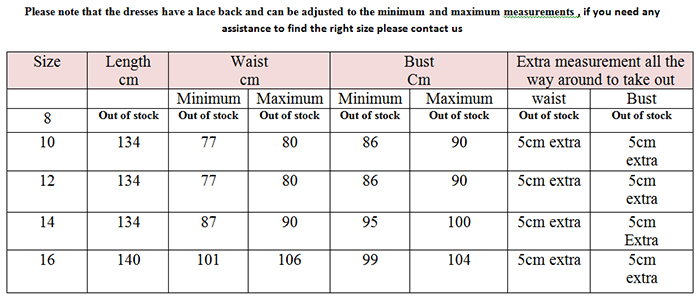 Please note that the dresses have a lace back and can be adjusted to the minimum and maximum measurements , if you need any
assistance to find the right size please contact us
Size Length cm Waist cm Bust Cm Extra measurement all the way around to take out
Minimum Maximum Minimum Maximum waist Bust
8 Out of stock Out of stock Out of stock Out of stock Out of stock Out of stock Out of stock
10 134 77 80 86 90 5cm extra 5cm extra
12 134 77 80 86 90 5cm extra 5cm extra
14 134 87 90 95 100 5cm extra 5cm Extra
16 140 101 106 99 104 5cm extra 5cm extra